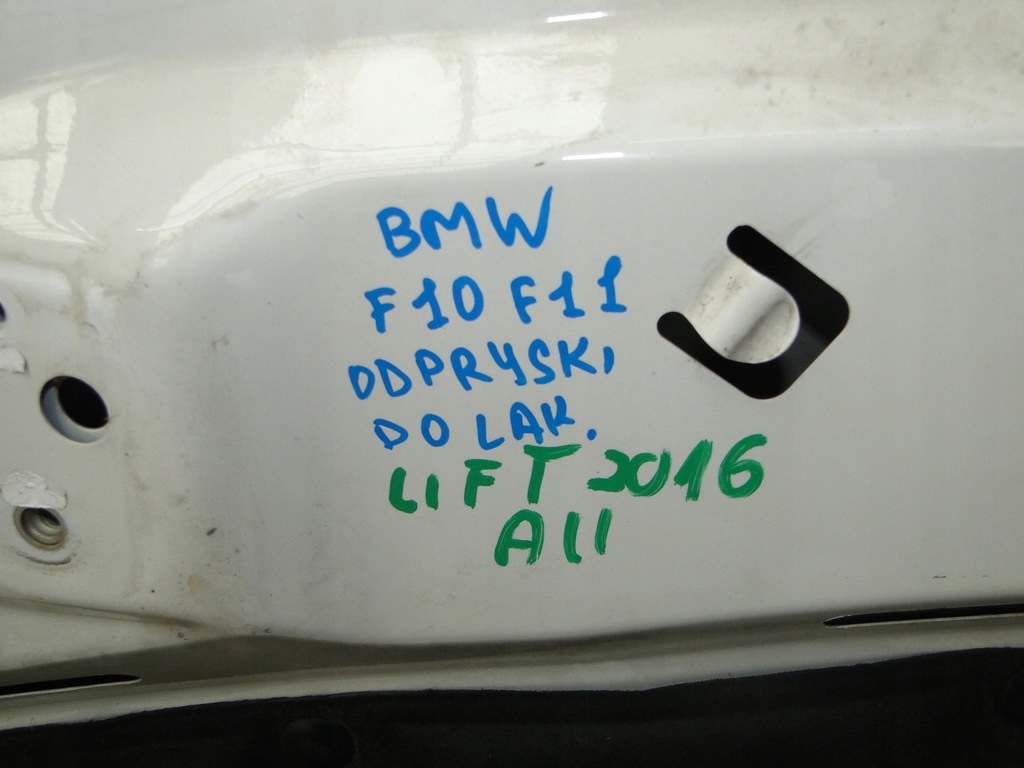 BMW
F10 F11
ODPRYSKI
DO LAK.
LIFT 2016
A11